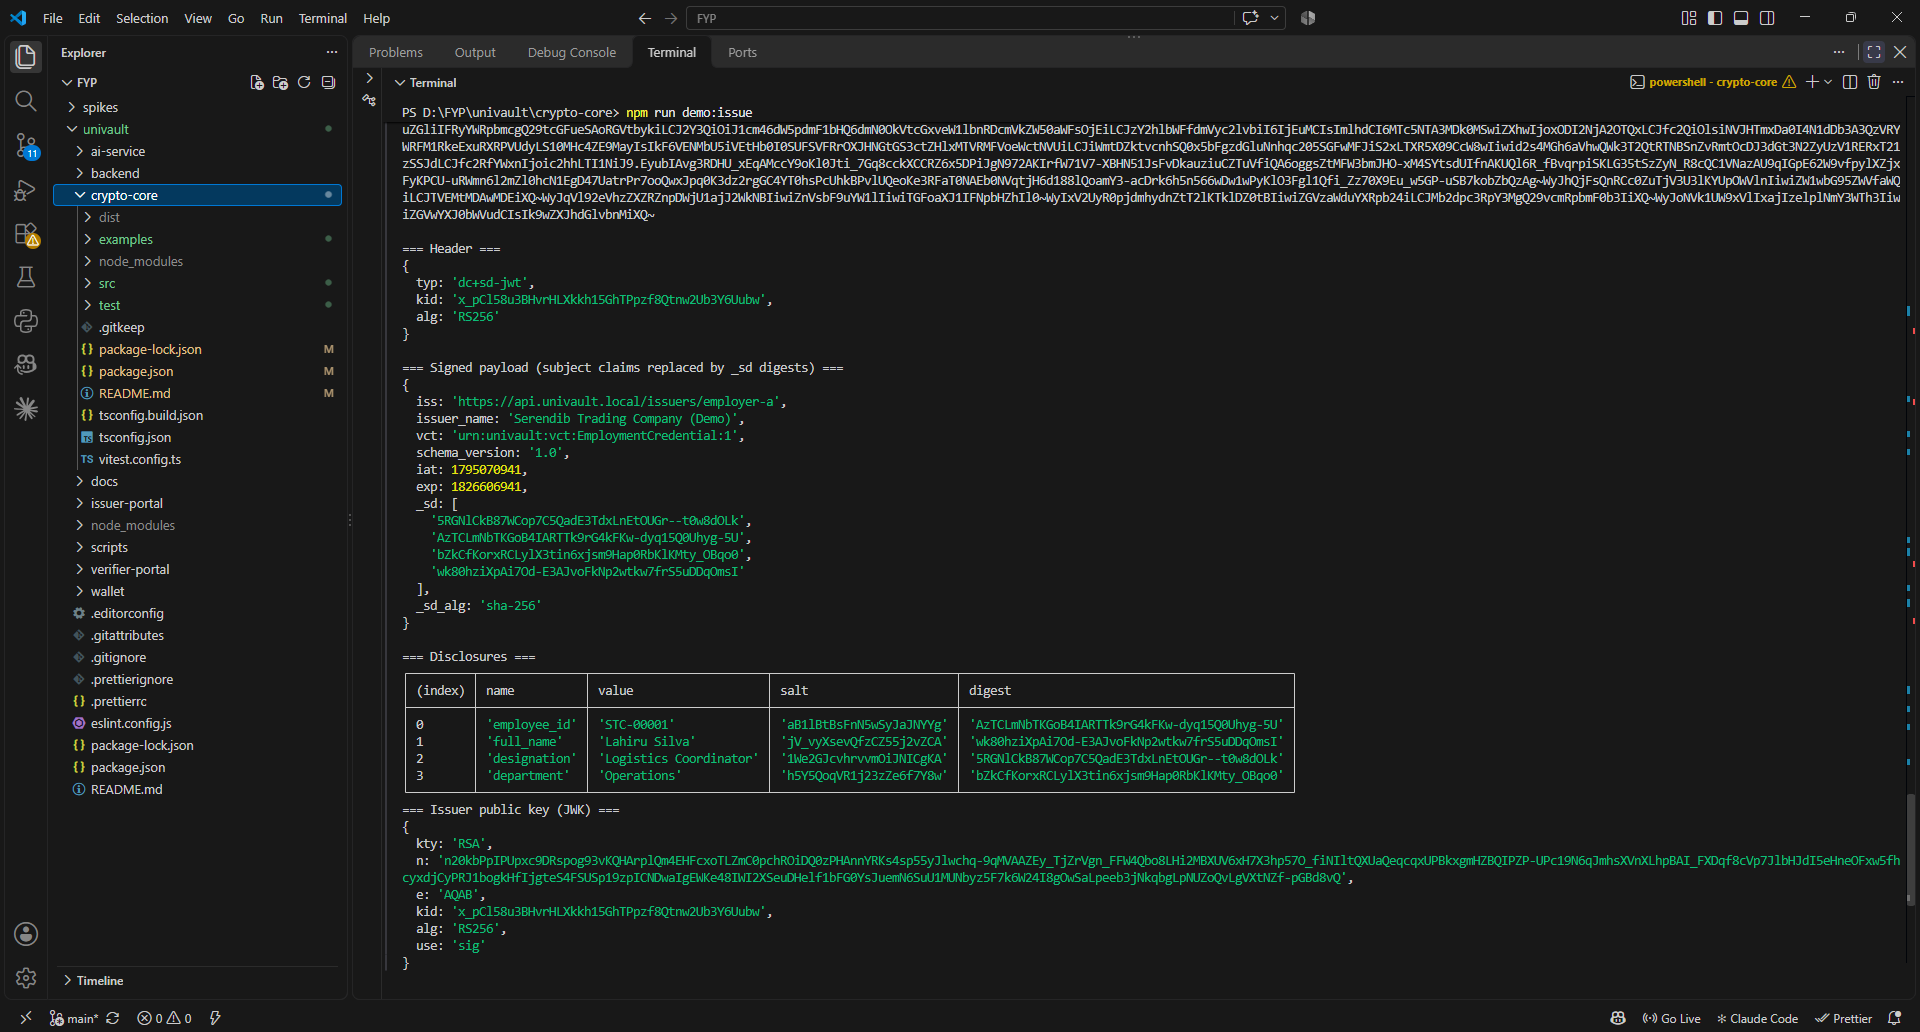 File Edit Selection View Go Run Terminal Help
FYP
Explorer
FYP
spikes
univault
ai-service
backend
crypto-core
dist
examples
node_modules
src
test
.gitkeep
package-lock.json M
package.json M
README.md M
tsconfig.build.json
tsconfig.json
vitest.config.ts
docs
issuer-portal
node_modules
scripts
verifier-portal
wallet
.editorconfig
.gitattributes
.gitignore
.prettierignore
.prettierrc
eslint.config.js
package-lock.json
package.json
README.md
Timeline
11
Problems Output Debug Console Terminal Ports
Terminal
powershell - crypto-core
PS D:\FYP\univault\crypto-core> npm run demo:issue
=== Header ===
{
typ: 'dc+sd-jwt',
kid: 'x_pCl58u3BHvrHLXkkh15GhTPpzf8Qtnw2Ub3Y6Uubw',
alg: 'RS256'
}
=== Signed payload (subject claims replaced by _sd digests) ===
{
iss: 'https://api.univault.local/issuers/employer-a',
issuer_name: 'Serendib Trading Company (Demo)',
vct: 'urn:univault:vct:EmploymentCredential:1',
schema_version: '1.0',
iat: 1795070941,
exp: 1826606941,
_sd: [
'5RGNlCkB87WCop7C5QadE3TdxLnEtOUGr--t0w8dOLk',
'AzTCLmNbTKGoB4IARTTk9rG4kFKw-dyq15Q0Uhyg-5U',
'bZkCfKorxRCLylX3tin6xjsm9Hap0RbKlKMty_OBqo0',
'wk80hziXpAi7Od-E3AJvoFkNp2wtkw7frS5uDDqOmsI'
],
_sd_alg: 'sha-256'
}
=== Disclosures ===
(index) name value salt digest
0 'employee_id' 'STC-00001' 'aB1lBtBsFnN5wSyJaJNYYg' 'AzTCLmNbTKGoB4IARTTk9rG4kFKw-dyq15Q0Uhyg-5U'
1 'full_name' 'Lahiru Silva' 'jV_vyXsevQfzCZ55j2vZCA' 'wk80hziXpAi7Od-E3AJvoFkNp2wtkw7frS5uDDqOmsI'
2 'designation' 'Logistics Coordinator' '1We2GJcvhrvvmOiJNICgKA' '5RGNlCkB87WCop7C5QadE3TdxLnEtOUGr--t0w8dOLk'
3 'department' 'Operations' 'h5Y5QoqVR1j23zZe6f7Y8w' 'bZkCfKorxRCLylX3tin6xjsm9Hap0RbKlKMty_OBqo0'
=== Issuer public key (JWK) ===
{
kty: 'RSA',
n:
e: 'AQAB',
kid: 'x_pCl58u3BHvrHLXkkh15GhTPpzf8Qtnw2Ub3Y6Uubw',
alg: 'RS256',
use: 'sig'
}
main* 0 0 Go Live Claude Code Prettier